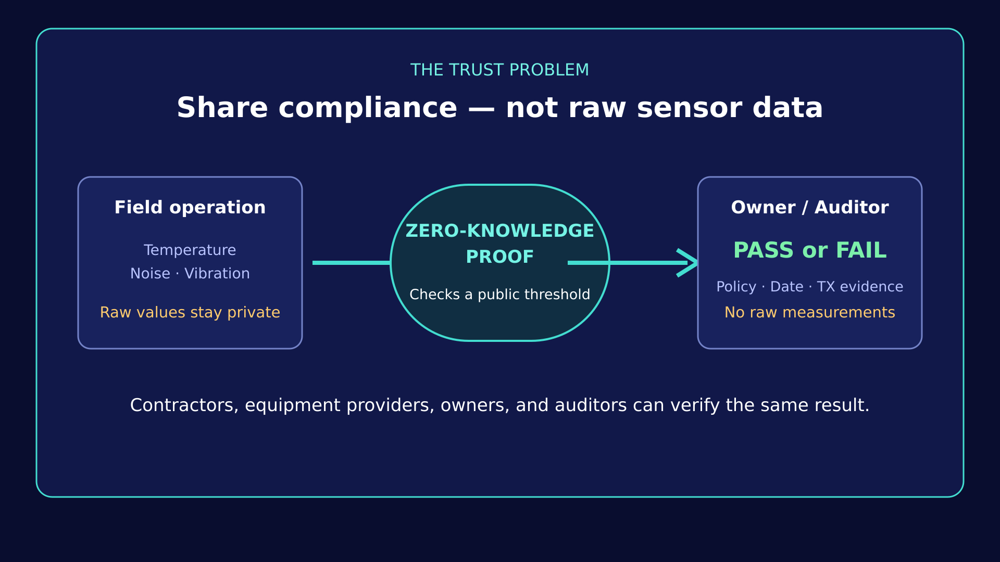 THE TRUST PROBLEM
Share compliance — not raw sensor data
Field operation
Temperature
Noise · Vibration
Raw values stay private
ZERO-KNOWLEDGE
PROOF
Checks a public threshold
Owner / Auditor
PASS or FAIL
Policy · Date · TX evidence
No raw measurements
Contractors, equipment providers, owners, and auditors can verify the same result.